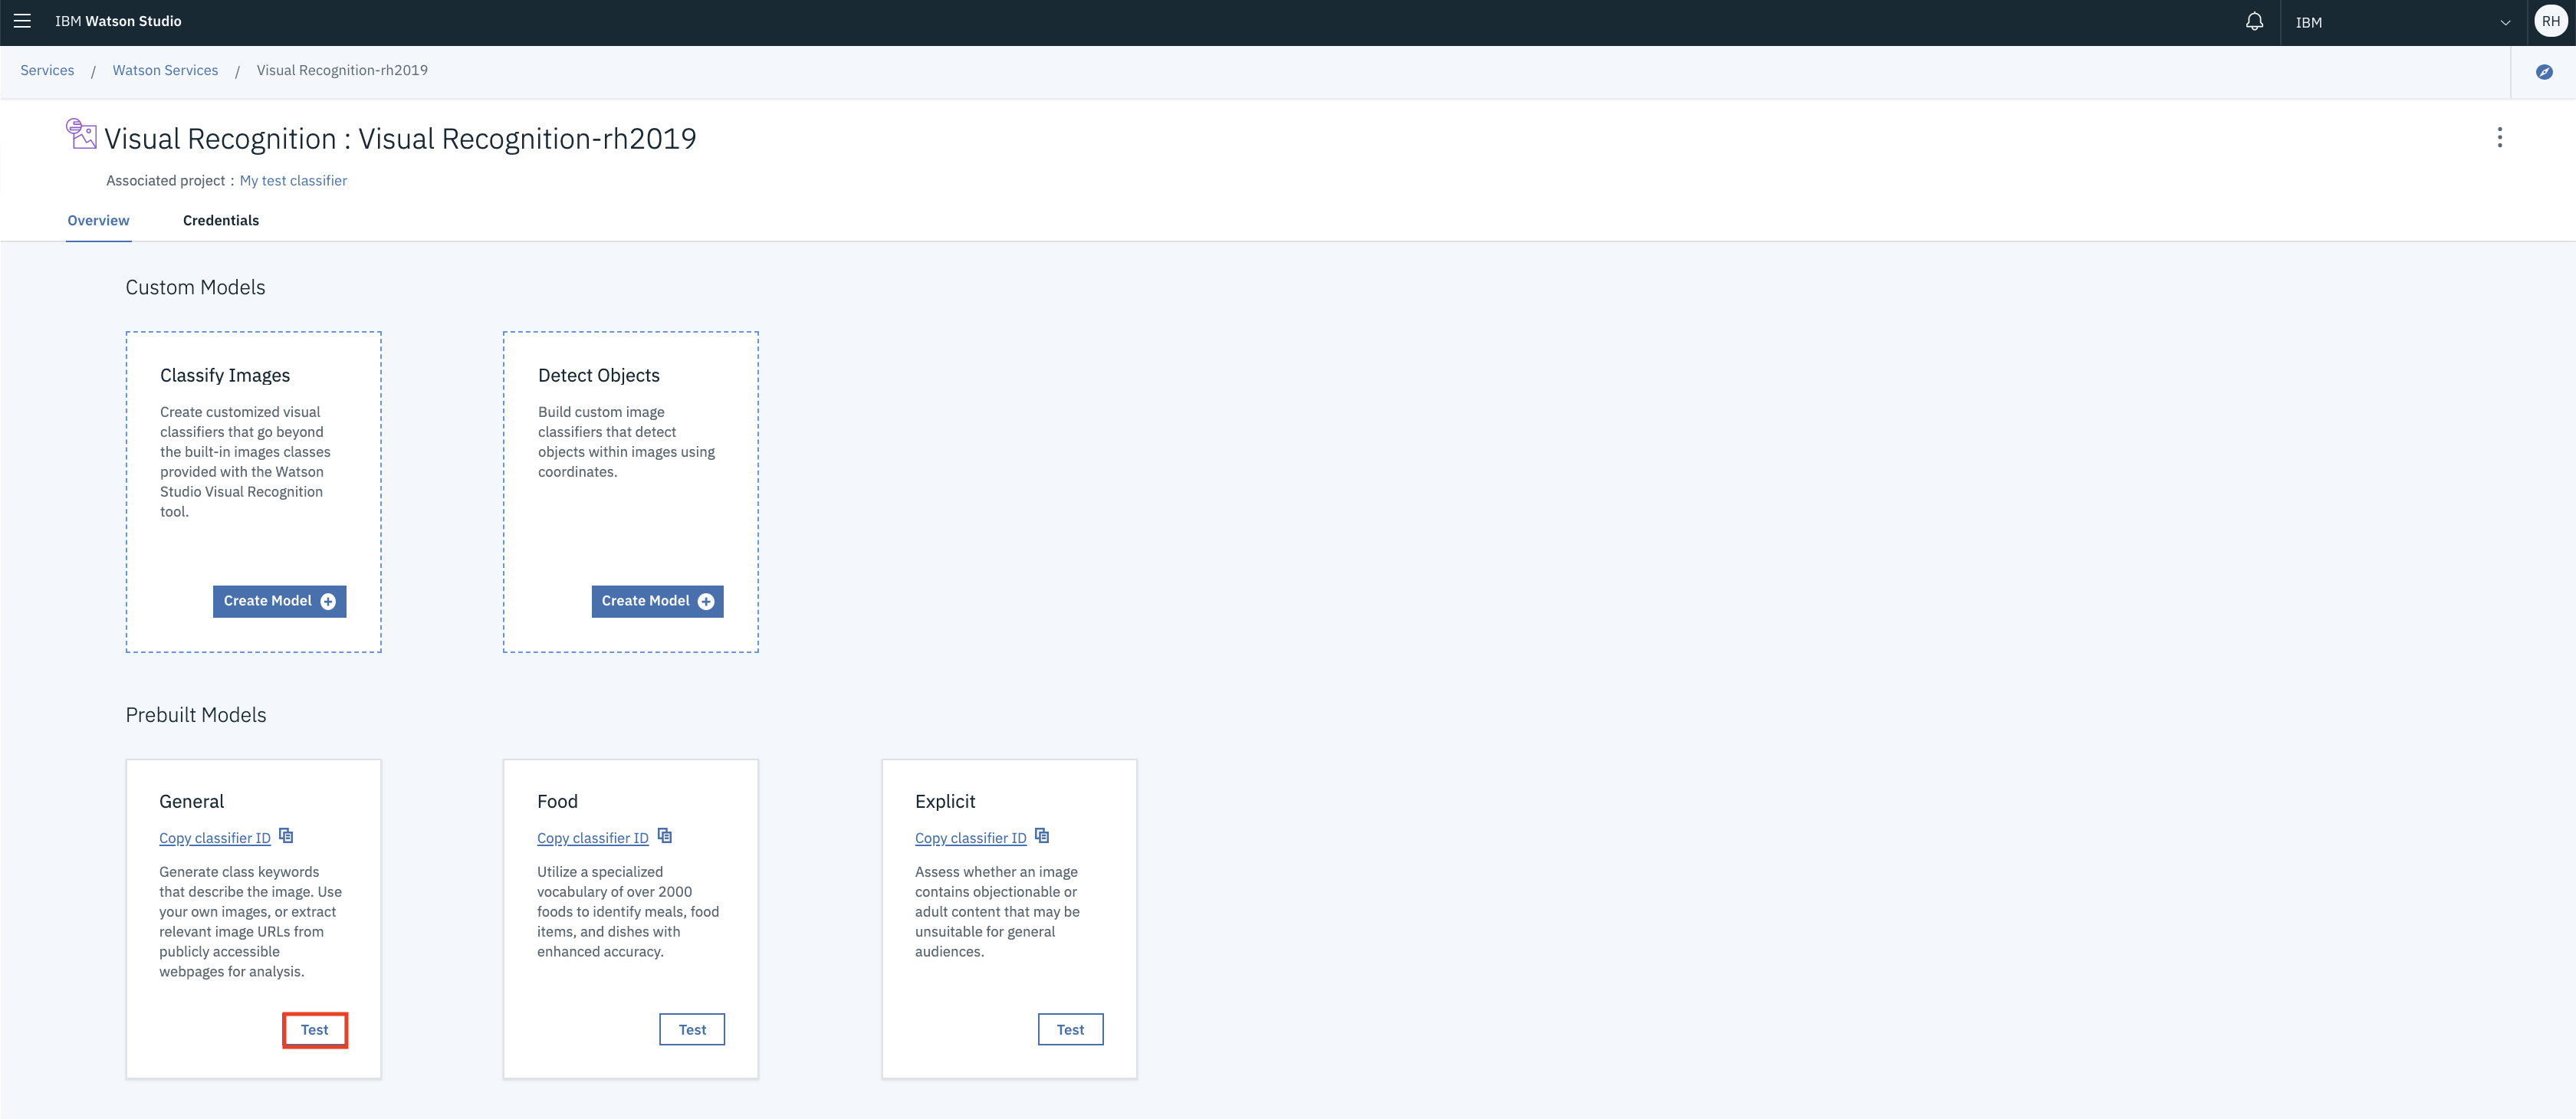 IBM Watson Studio
IBM
RH
Services / Watson Services / Visual Recognition-rh2019
Visual Recognition : Visual Recognition-rh2019
Associated project : My test classifier
Overview
Credentials
Custom Models
Classify Images
Create customized visual
classifiers that go beyond
the built-in images classes
provided with the Watson
Studio Visual Recognition
tool.
Create Model
Detect Objects
Build custom image
classifiers that detect
objects within images using
coordinates.
Create Model
Prebuilt Models
General
Copy classifier ID
Generate class keywords
that describe the image. Use
your own images, or extract
relevant image URLs from
publicly accessible
webpages for analysis.
Test
Food
Copy classifier ID
Utilize a specialized
vocabulary of over 2000
foods to identify meals, food
items, and dishes with
enhanced accuracy.
Test
Explicit
Copy classifier ID
Assess whether an image
contains objectionable or
adult content that may be
unsuitable for general
audiences.
Test